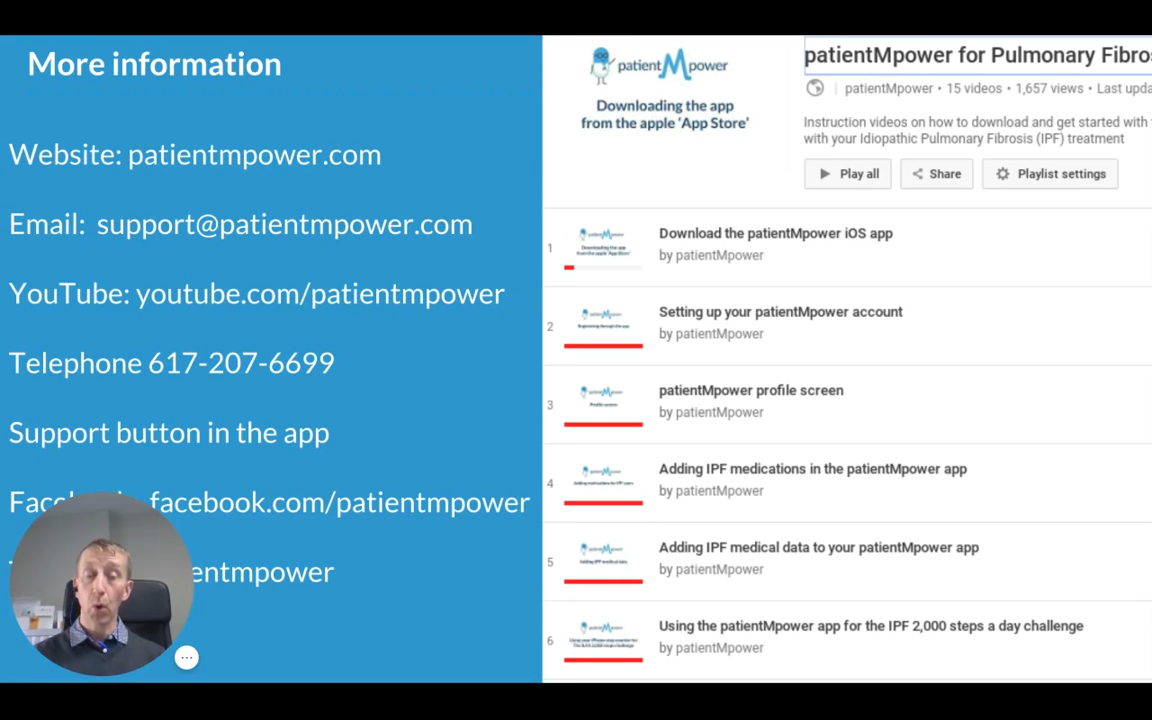 More information
Website: patientmpower.com
Email: support@patientmpower.com
YouTube: youtube.com/patientmpower
Telephone 617-207-6699
Support button in the app
facebook.com/patientmpower
entmpower
patientMpower
Downloading the app
from the apple ‘App Store’
patientMpower for Pulmonary Fibro
patientMpower • 15 videos • 1,657 views • Last upda
Instruction videos on how to download and get started with
with your Idiopathic Pulmonary Fibrosis (IPF) treatment
Play all
Share
Playlist settings
1
Download the patientMpower iOS app
by patientMpower
2
Setting up your patientMpower account
by patientMpower
3
patientMpower profile screen
by patientMpower
4
Adding IPF medications in the patientMpower app
by patientMpower
5
Adding IPF medical data to your patientMpower app
by patientMpower
6
Using the patientMpower app for the IPF 2,000 steps a day challenge
by patientMpower